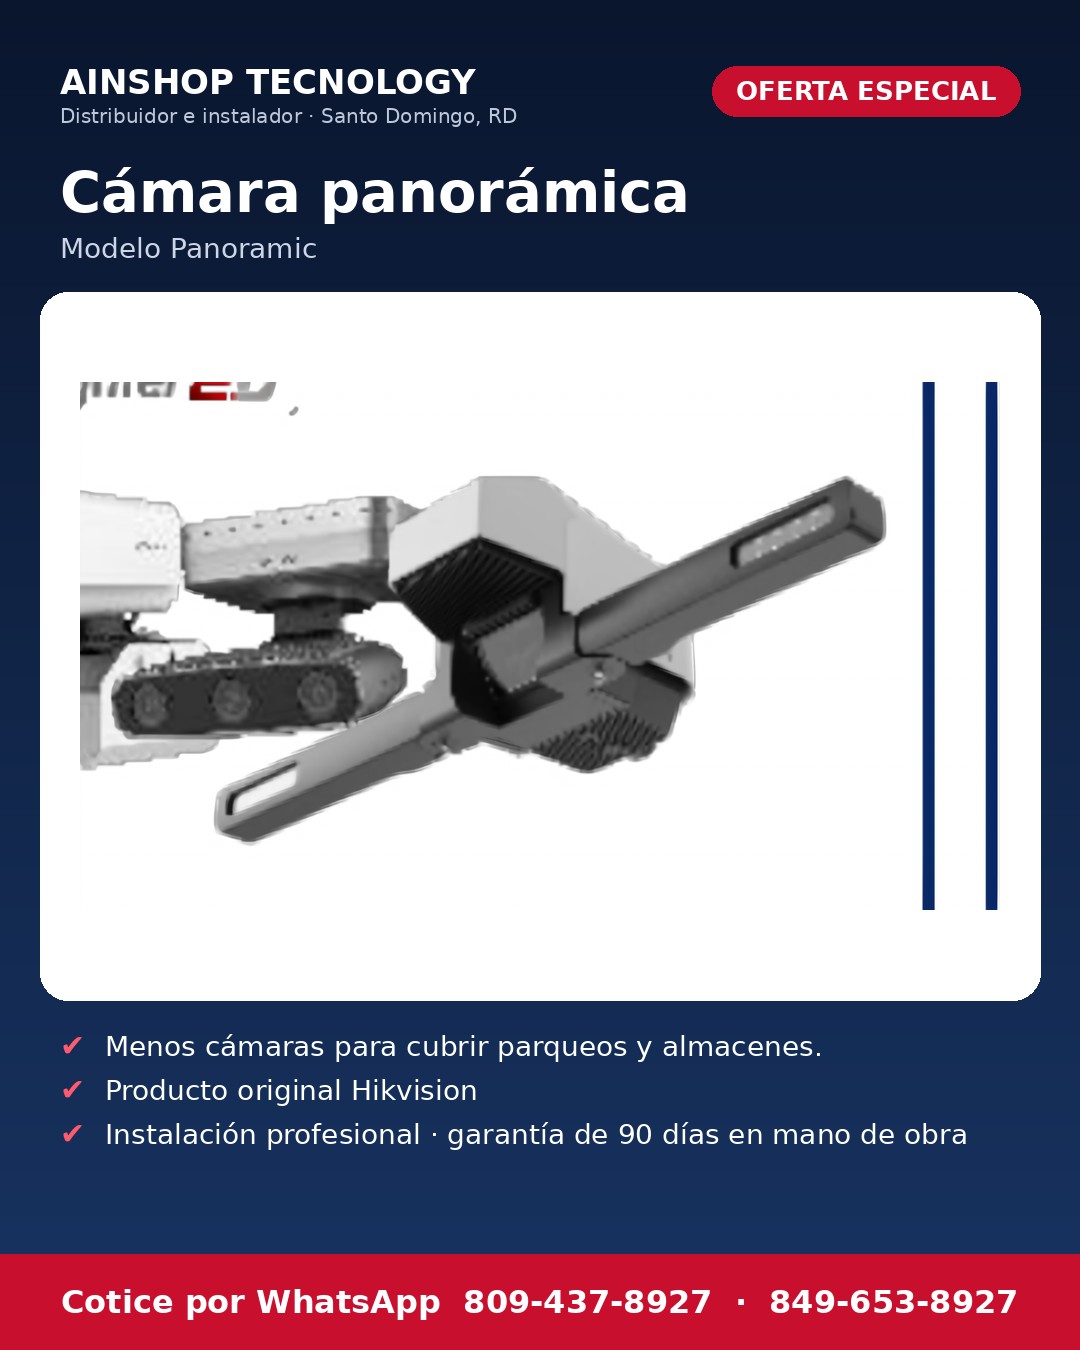 AINSHOP TECNOLOGY
Distribuidor e instalador · Santo Domingo, RD
OFERTA ESPECIAL
Cámara panorámica
Modelo Panoramic
✔ Menos cámaras para cubrir parqueos y almacenes.
✔ Producto original Hikvision
✔ Instalación profesional · garantía de 90 días en mano de obra
Cotice por WhatsApp 809-437-8927 · 849-653-8927